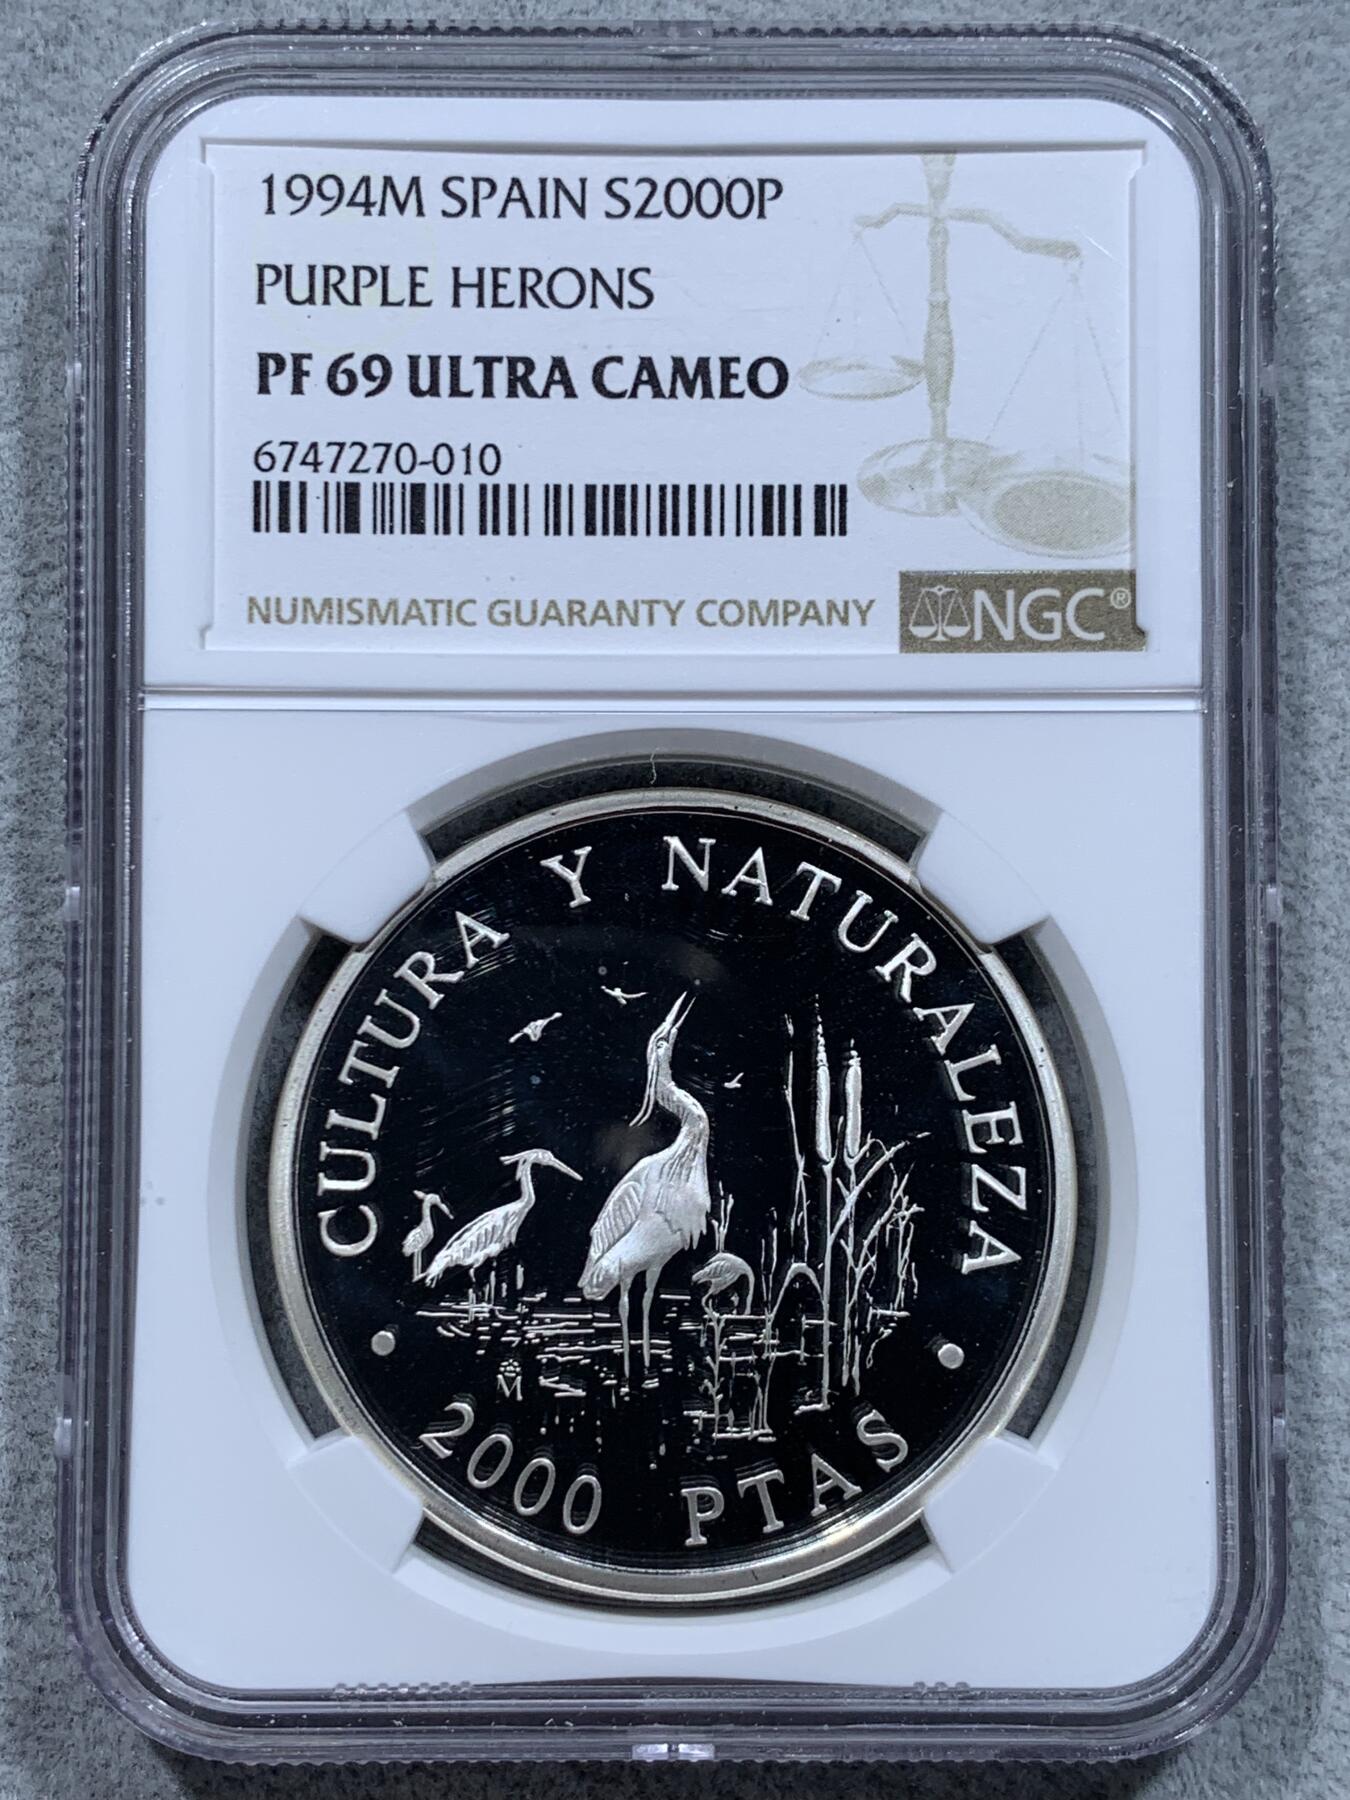 1994M SPAIN S2000P
PURPLE HERONS
PF 69 ULTRA CAMEO
6747270-010
NUMISMATIC GUARANTY COMPANY
NGC®
CULTURA Y NATURALEZA
M
2000 PTAS